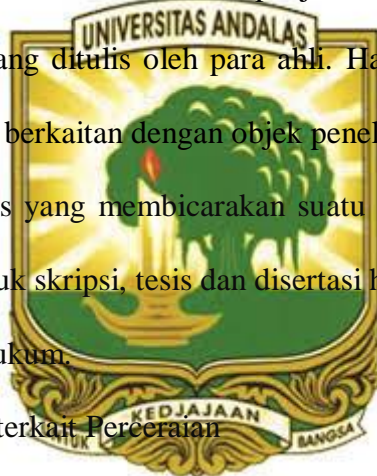 UNIVERSITAS ANDALAS
ang ditulis oleh para ahli. Ha
berkaitan dengan objek penel
s yang membicarakan suatu
uk skripsi, tesis dan disertasi h
ukum.
terkait Perceraian
UNTUK KEDJAJAAN BANGSA